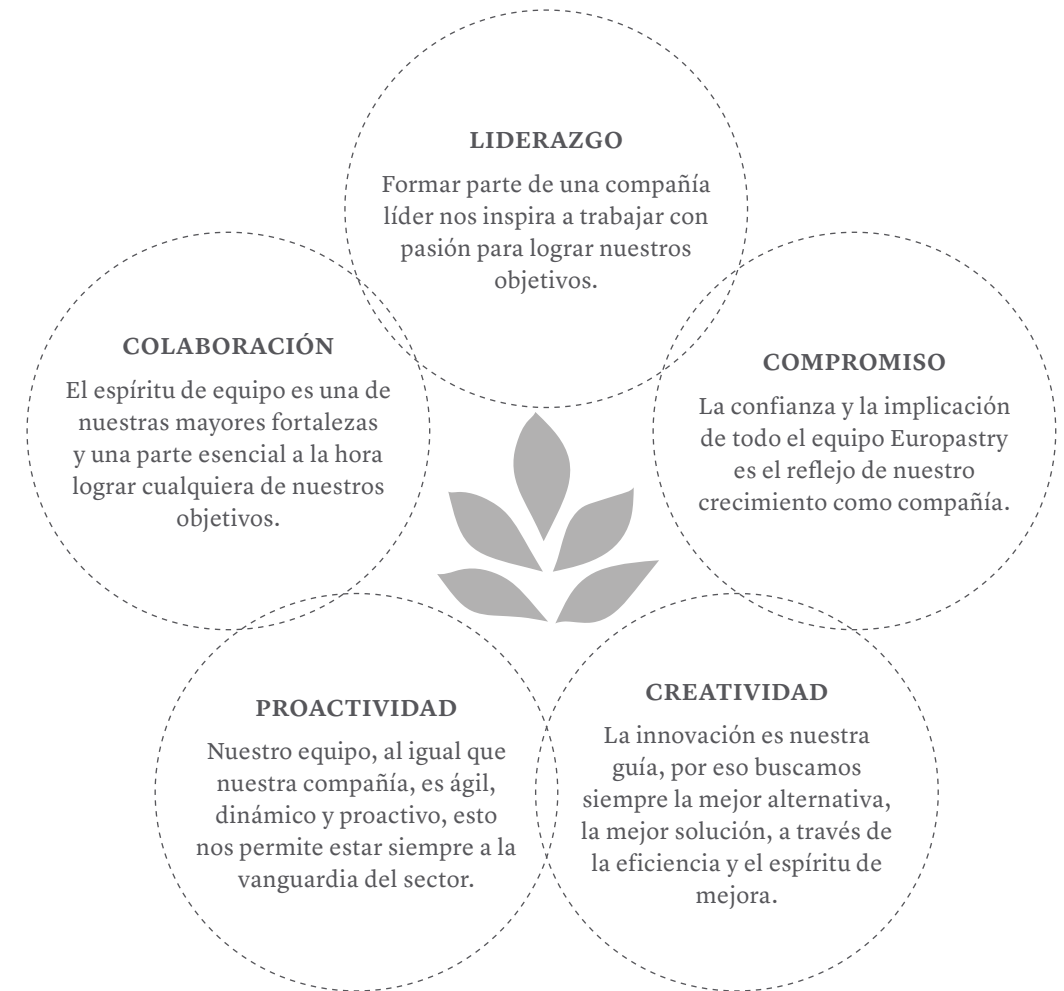 LIDERAZGO
Formar parte de una compañía
líder nos inspira a trabajar con
pasión para lograr nuestros
objetivos.
COLABORACIÓN
El espíritu de equipo es una de
nuestras mayores fortalezas
y una parte esencial a la hora
lograr cualquiera de nuestros
objetivos.
COMPROMISO
La confianza y la implicación
de todo el equipo Europastry
es el reflejo de nuestro
crecimiento como compañía.
PROACTIVIDAD
Nuestro equipo, al igual que
nuestra compañía, es ágil,
dinámico y proactivo, esto
nos permite estar siempre a la
vanguardia del sector.
CREATIVIDAD
La innovación es nuestra
guía, por eso buscamos
siempre la mejor alternativa,
la mejor solución, a través de
la eficiencia y el espíritu de
mejora.